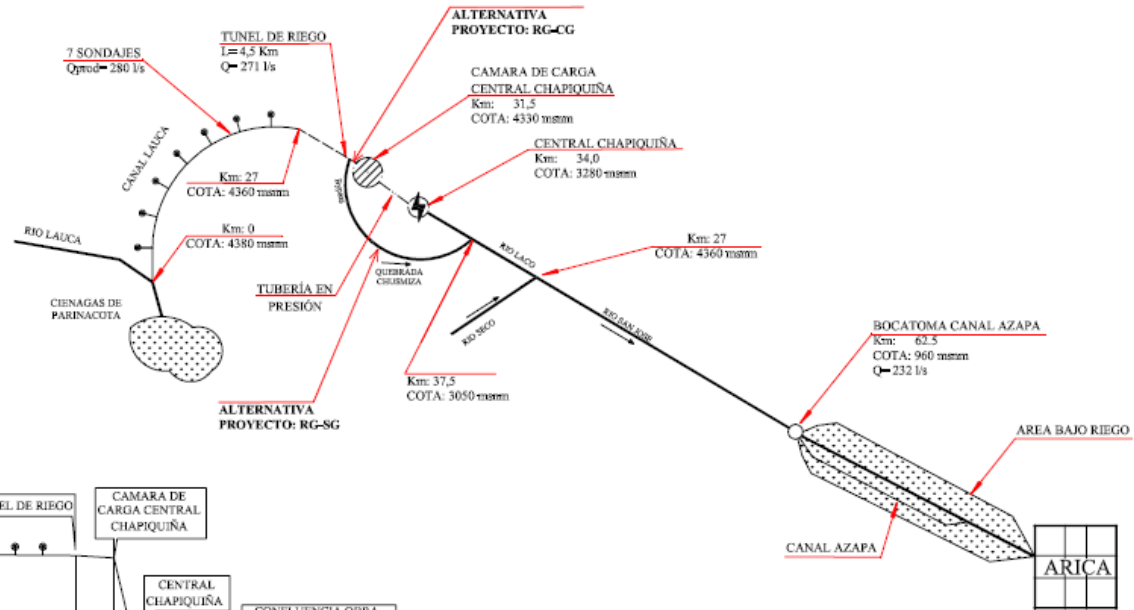 ALTERNATIVA
PROYECTO: RG-CG
TUNEL DE RIEGO
L=4,5 Km
Q=271 l/s
7 SONDAJES
Qprod=280 l/s
CAMARA DE CARGA
CENTRAL CHAPIQUIÑA
Km: 31,5
COTA: 4330 msnm
CENTRAL CHAPIQUIÑA
Km: 34,0
COTA: 3280 msnm
CANAL LAUCA
Km: 27
COTA: 4360 msnm
Km: 0
COTA: 4380 msnm
RIO LAUCA
CIENAGAS DE
PARINACOTA
TUBERÍA EN
PRESIÓN
QUEBRADA
CHUSMIZA
RIO LACO
RIO SECO
Km: 27
COTA: 4360 msnm
RIO SAN JOSE
Km: 37,5
COTA: 3050 msnm
ALTERNATIVA
PROYECTO: RG-SG
BOCATOMA CANAL AZAPA
Km: 62.5
COTA: 960 msnm
Q=232 l/s
AREA BAJO RIEGO
CANAL AZAPA
ARICA
EL DE RIEGO
CAMARA DE
CARGA CENTRAL
CHAPIQUIÑA
CENTRAL
CHAPIQUIÑA
CONFLUENCIA OBRA